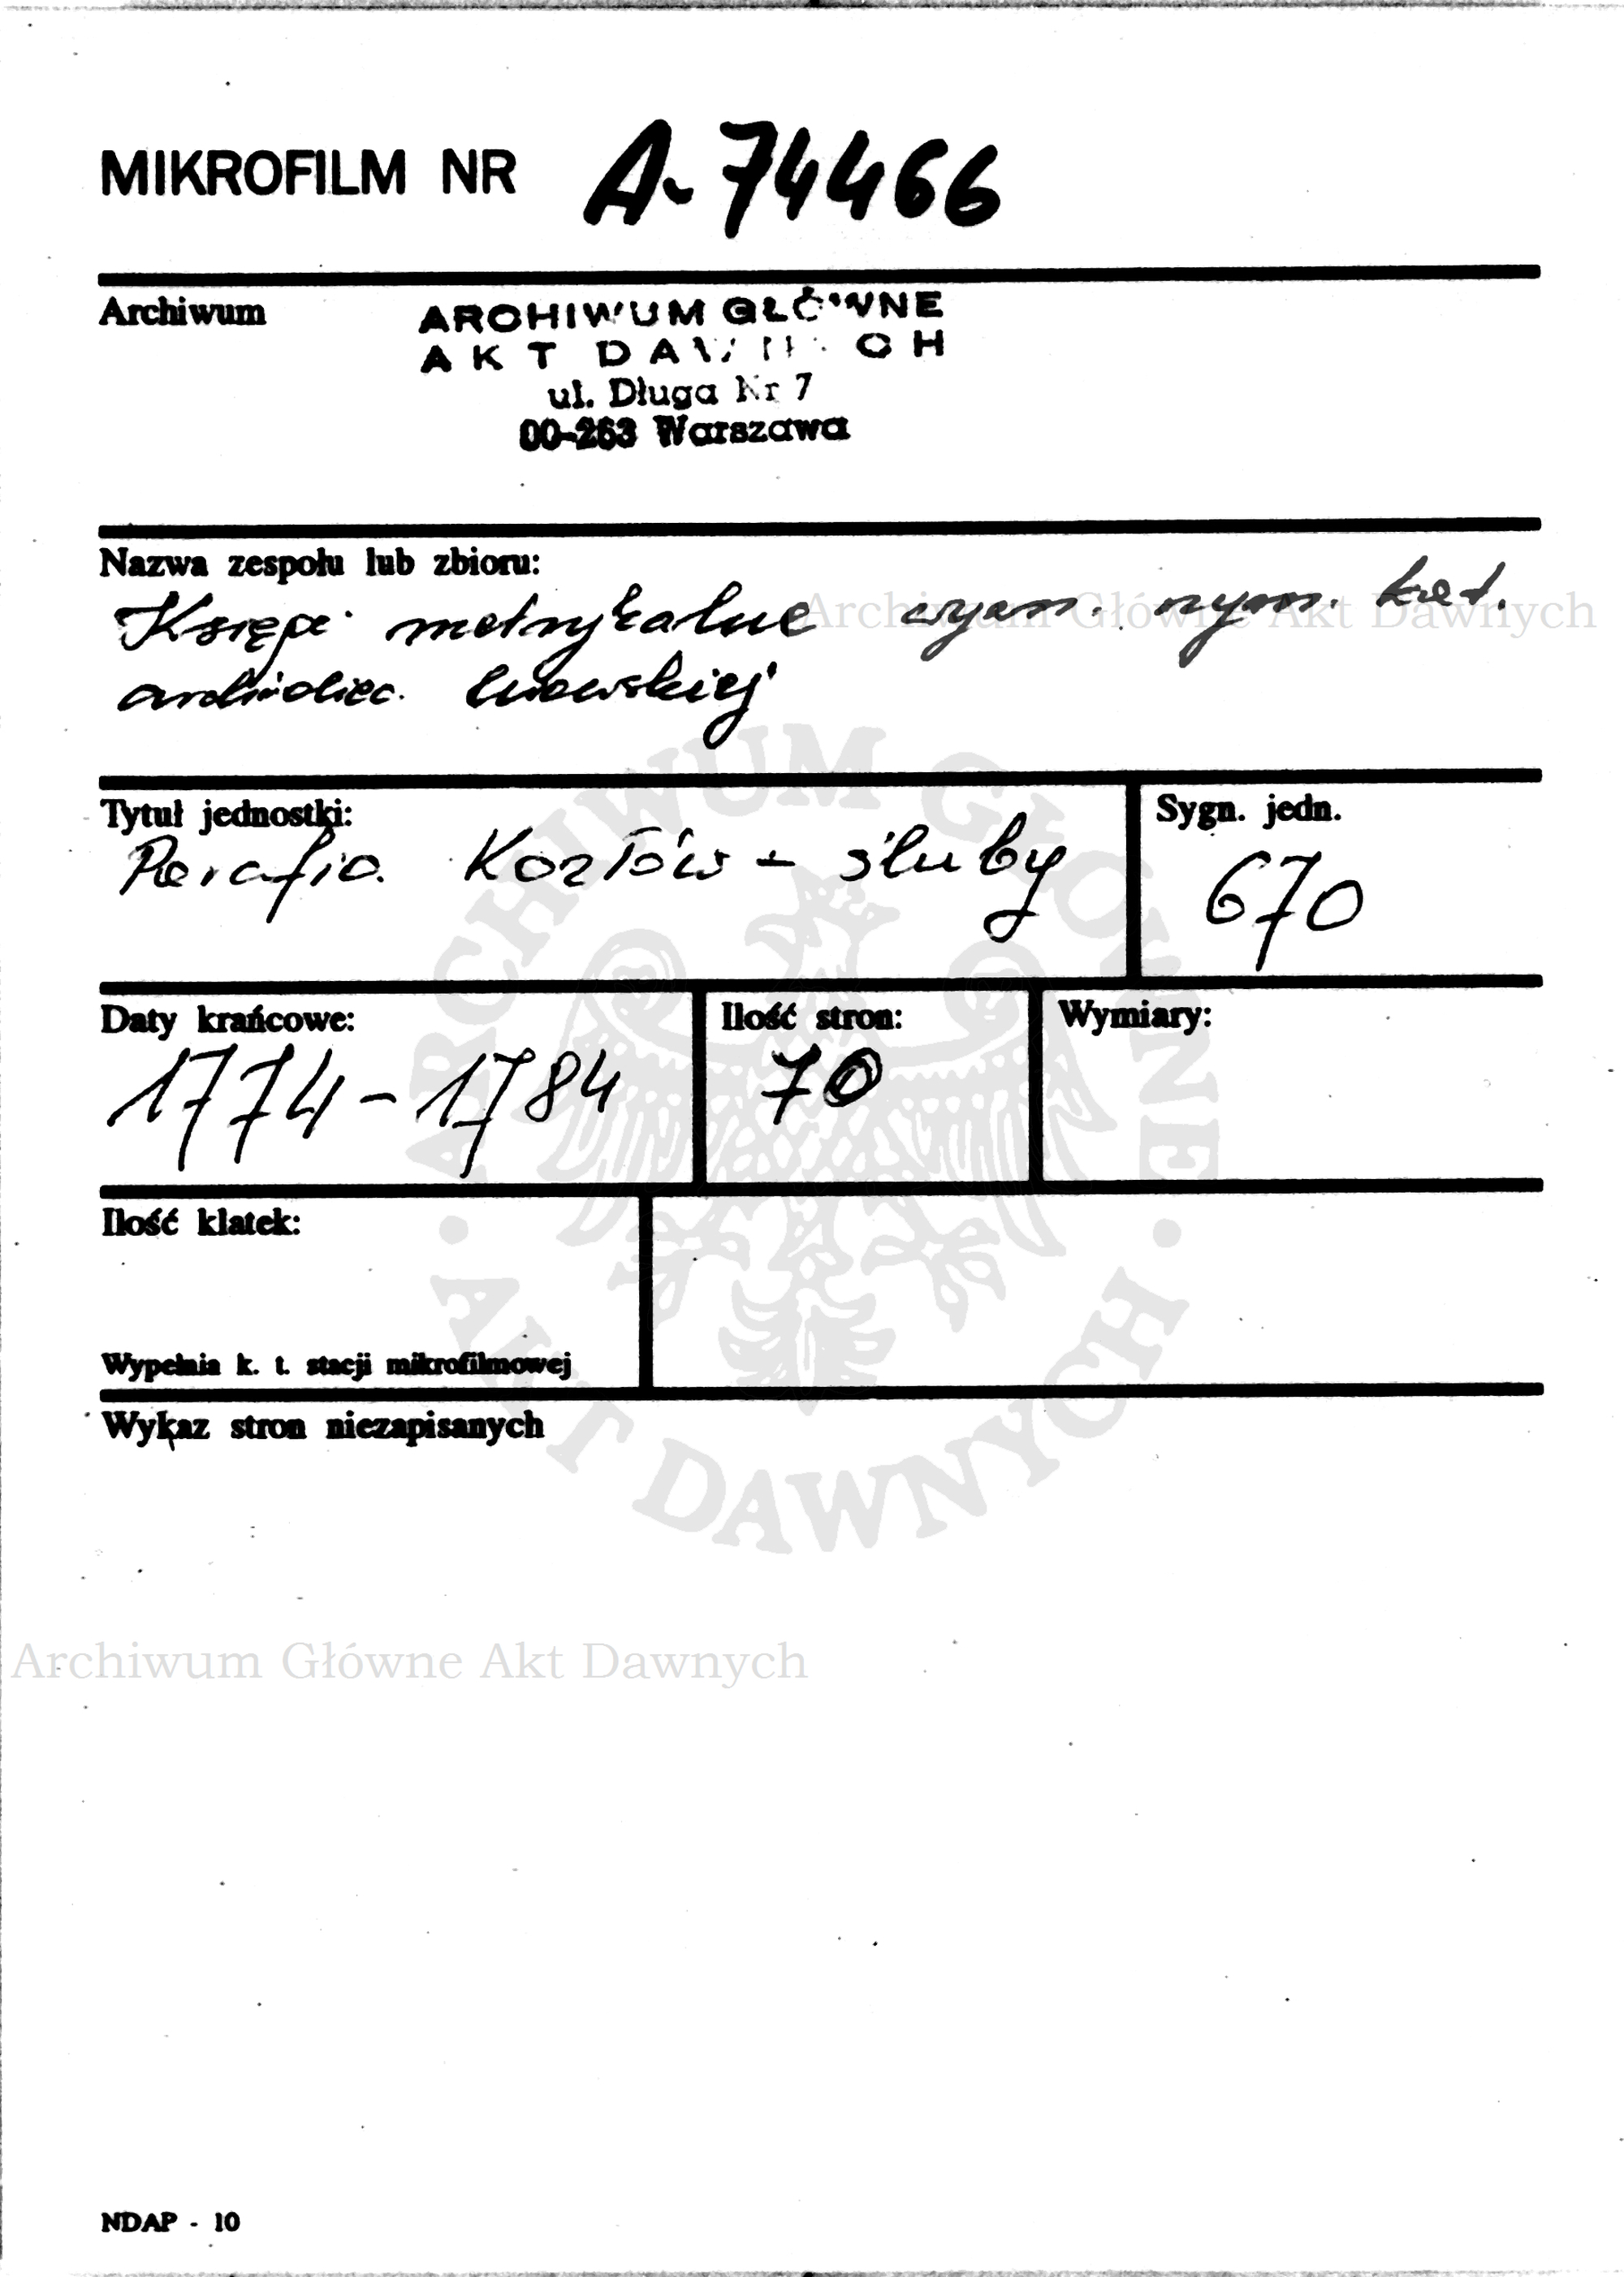 MIKROFILM NR A-74466
Archiwum
ARCHIWUM GŁÓWNE
AKT DAWNYCH
ul. Długa Nr 7
00-263 Warszawa
Nazwa zespołu lub zbioru:
Księgi metrykalne wyzn. rzym. kat.
archidiec. lwowskiej
Archiwum Główne Akt Dawnych
Tytuł jednostki:
Parafia Kozłów - śluby
Sygn. jedn.
670
Daty krańcowe:
1774-1784
Ilość stron:
70
Wymiary:
Ilość klatek:
Wypełnia k. t. stacji mikrofilmowej
Wykaz stron niezapisanych
ARCHIWUM GŁÓWNE · AKT DAWNYCH ·
Archiwum Główne Akt Dawnych
NDAP - 10